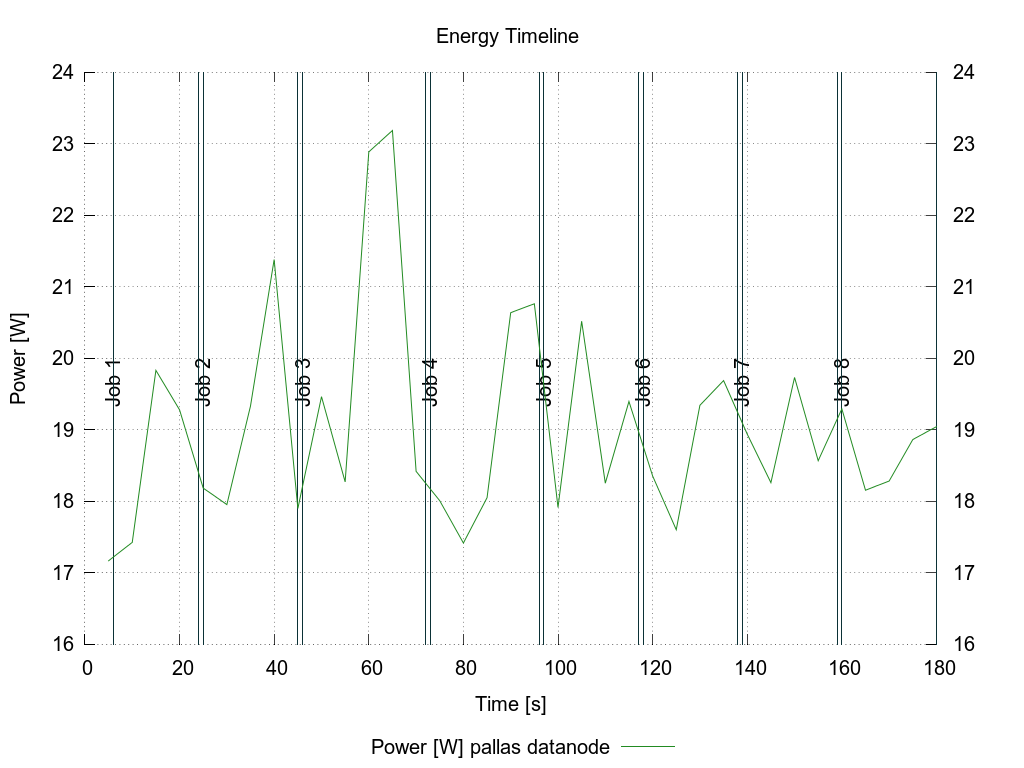 Energy Timeline
24 24
23 23
22 22
21 21
20 20
19 19
18 18
17 17
16 16
Power [W]
Job 1
Job 2
Job 3
Job 4
Job 5
Job 6
Job 7
Job 8
0 20 40 60 80 100 120 140 160 180
Time [s]
Power [W] pallas datanode